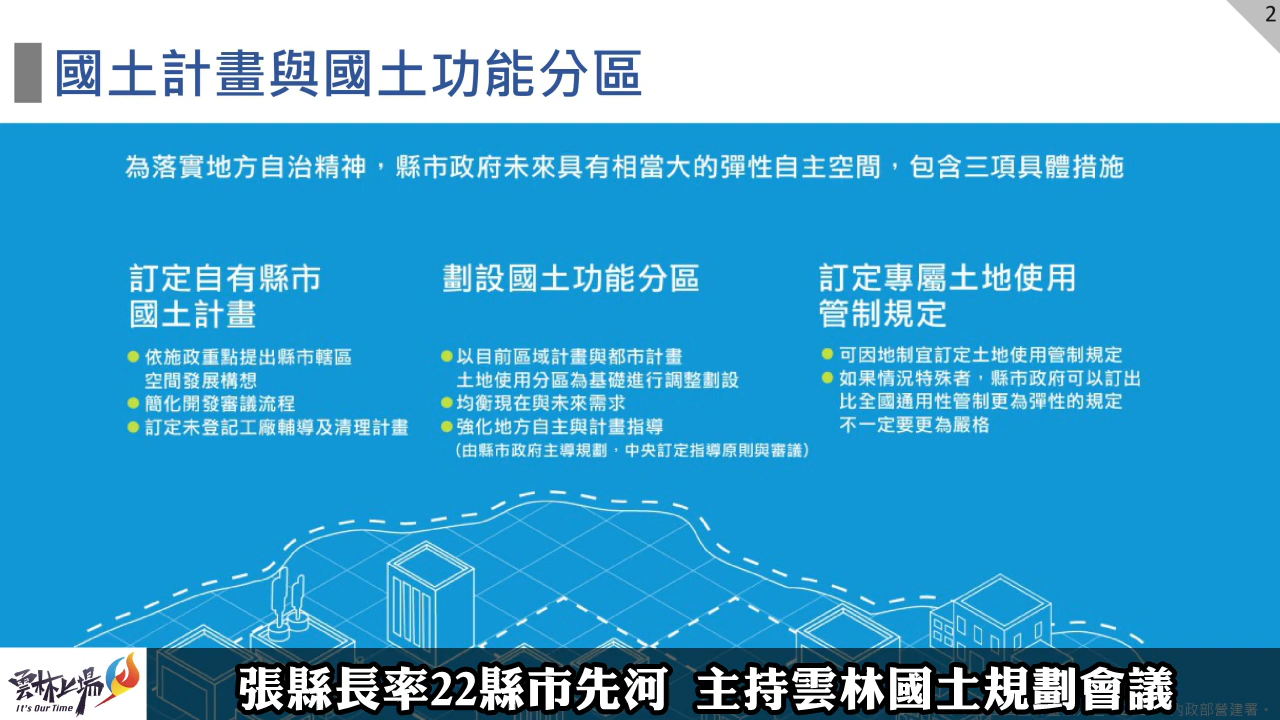 2
國土計畫與國土功能分區
為落實地方自治精神，縣市政府未來具有相當大的彈性自主空間，包含三項具體措施
訂定自有縣市
國土計畫
●依施政重點提出縣市轄區
空間發展構想
●簡化開發審議流程
●訂定未登記工廠輔導及清理計畫
劃設國土功能分區
●以目前區域計畫與都市計畫
土地使用分區為基礎進行調整劃設
●均衡現在與未來需求
●強化地方自主與計畫指導
（由縣市政府主導規劃，中央訂定指導原則與審議）
訂定專屬土地使用
管制規定
●可因地制宜訂定土地使用管制規定
●如果情況特殊者，縣市政府可以訂出
比全國通用性管制更為彈性的規定
不一定要更為嚴格
雲林上場
It's Our Time
張縣長率22縣市先河 主持雲林國土規劃會議
內政部營建署。